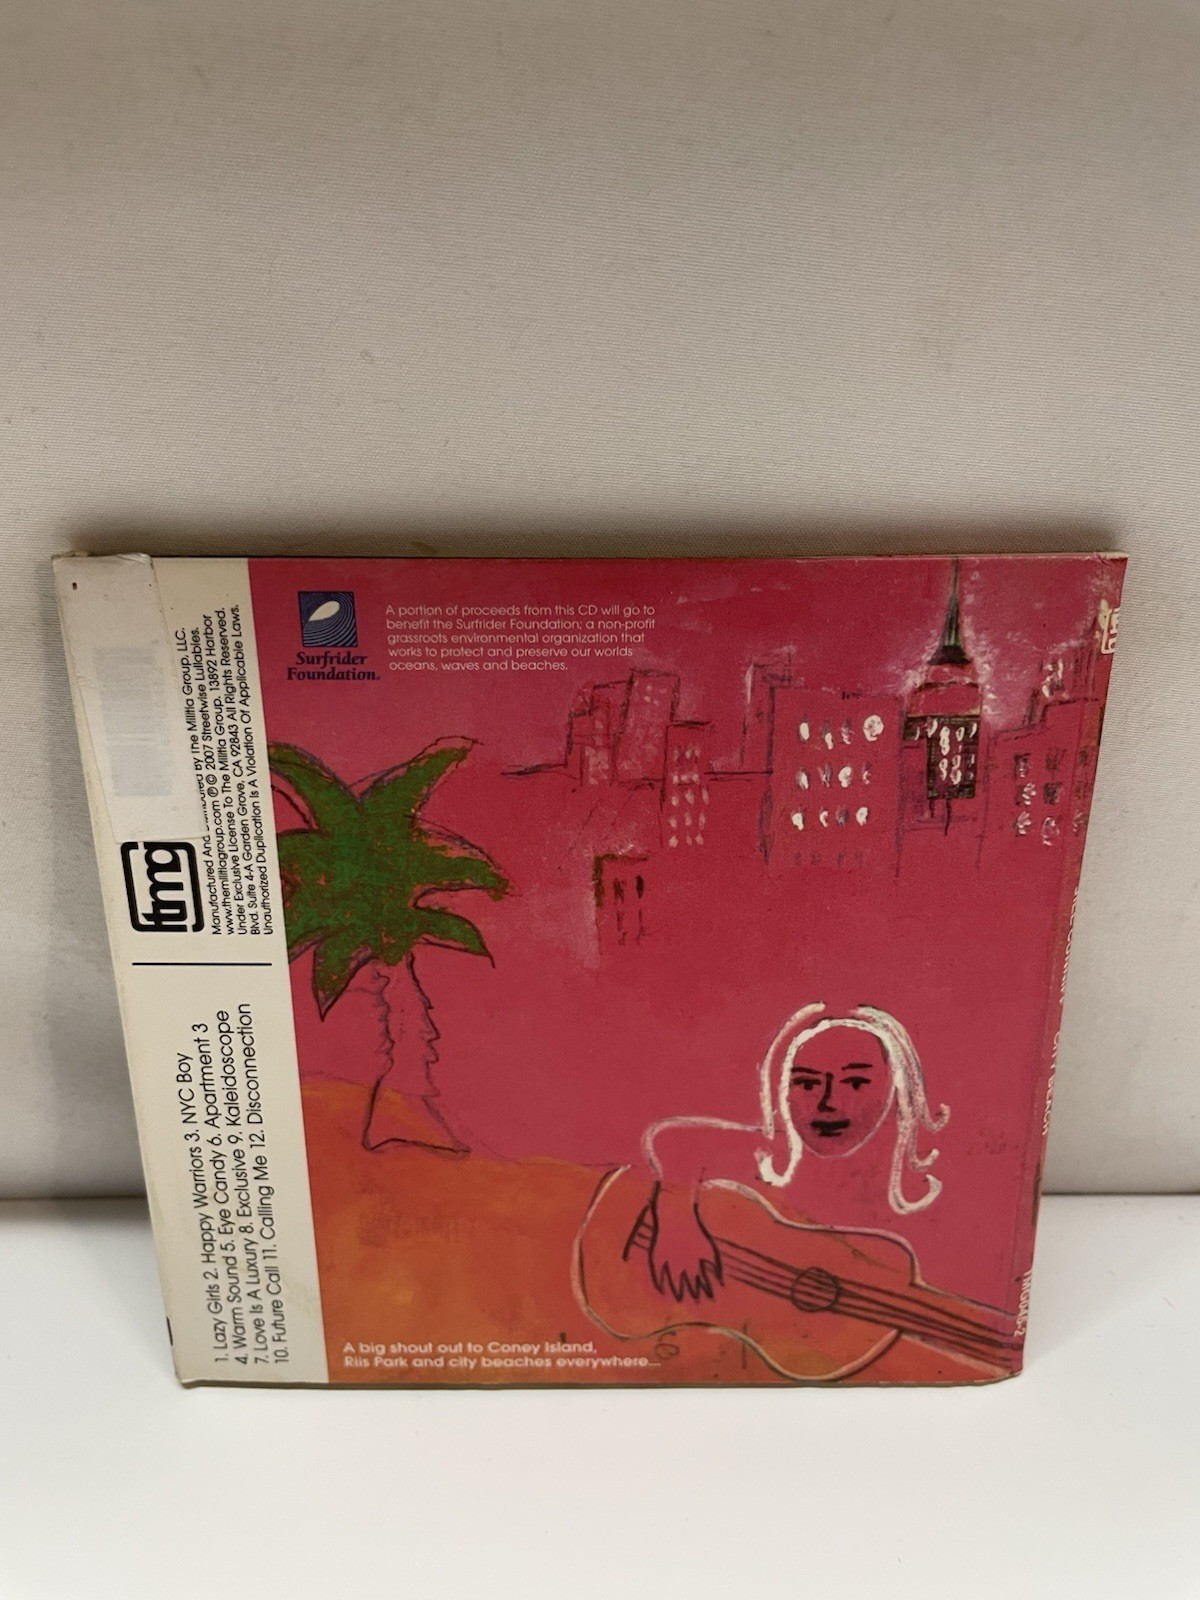 Surfrider
Foundation®
A portion of proceeds from this CD will go to
benefit the Surfrider Foundation; a non-profit
grassroots environmental organization that
works to protect and preserve our worlds
oceans, waves and beaches.
tmg
Manufactured And Distributed by The Militia Group, LLC.
www.themilitiagroup.com ℗© 2007 Streetwise Lullabies.
Under Exclusive License To The Militia Group. 13892 Harbor
Blvd. Suite 4-A Garden Grove, CA 92843 All Rights Reserved.
Unauthorized Duplication Is A Violation Of Applicable Laws.
1. Lazy Girls 2. Happy Warriors 3. NYC Boy
4. Warm Sound 5. Eye Candy 6. Apartment 3
7. Love Is A Luxury 8. Exclusive 9. Kaleidoscope
10. Future Call 11. Calling Me 12. Disconnection
A big shout out to Coney Island,
Riis Park and city beaches everywhere...
CITY BEACH